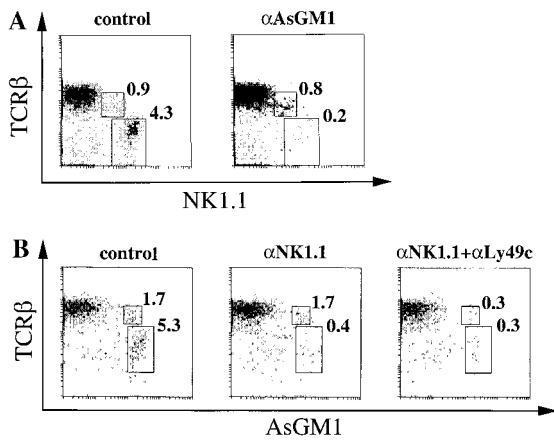 A
control
αAsGM1
TCRβ
0.9
4.3
0.8
0.2
NK1.1
B
control
αNK1.1
αNK1.1+αLy49c
TCRβ
1.7
5.3
1.7
0.4
0.3
0.3
AsGM1